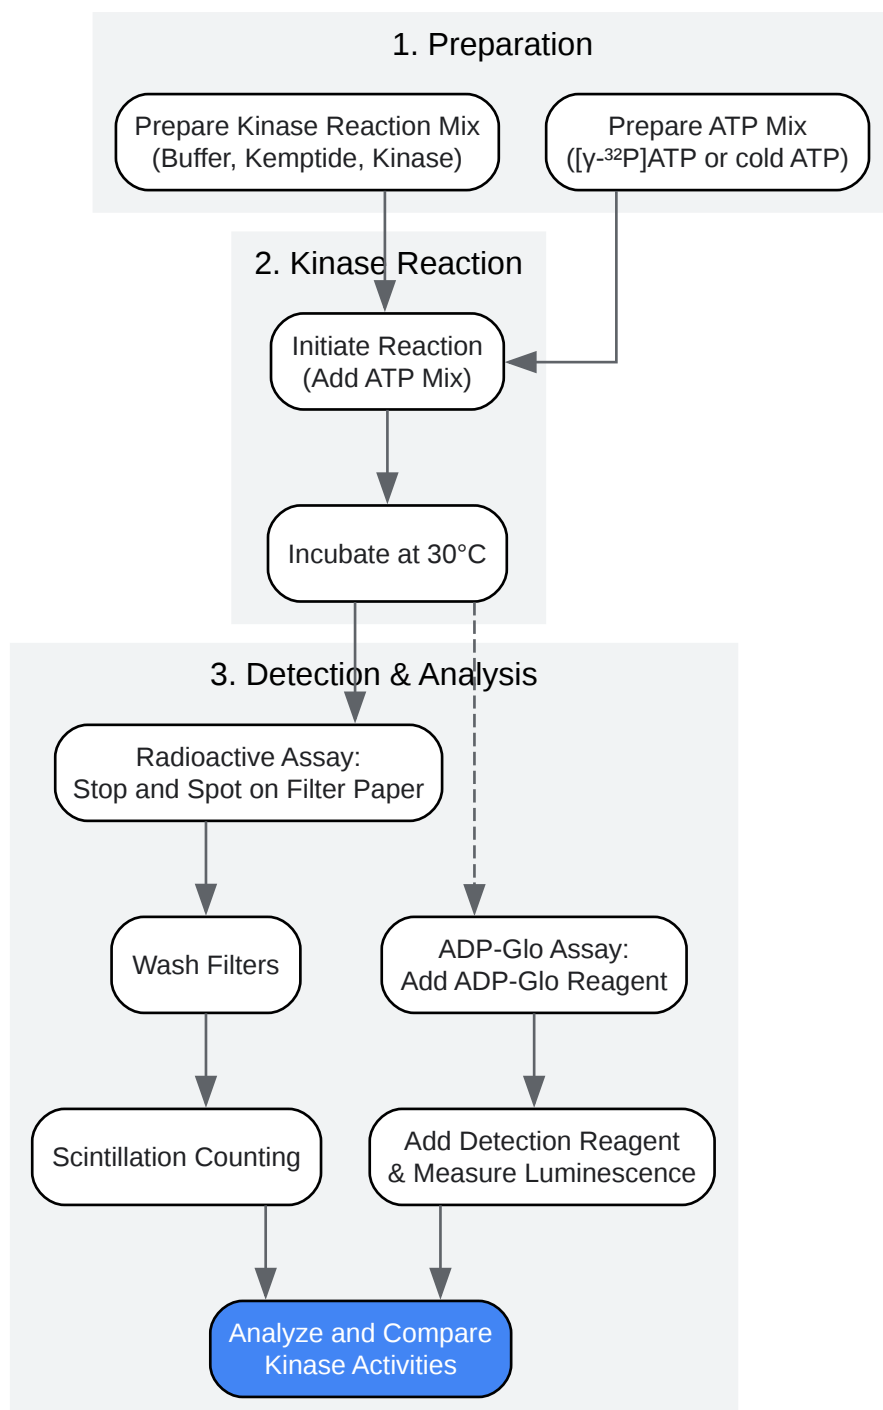 1. Preparation
Prepare Kinase Reaction Mix
(Buffer, Kemptide, Kinase)
Prepare ATP Mix
([γ-³²P]ATP or cold ATP)
2. Kinase Reaction
Initiate Reaction
(Add ATP Mix)
Incubate at 30°C
3. Detection & Analysis
Radioactive Assay:
Stop and Spot on Filter Paper
Wash Filters
ADP-Glo Assay:
Add ADP-Glo Reagent
Scintillation Counting
Add Detection Reagent
& Measure Luminescence
Analyze and Compare
Kinase Activities